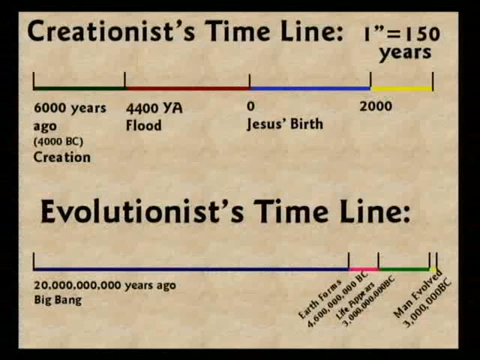 Creationist's Time Line: 1"=150
years
6000 years
ago
(4000 BC)
Creation
4400 YA
Flood
0
Jesus' Birth
2000
Evolutionist's Time Line:
20,000,000,000 years ago
Big Bang
Earth Forms
4,600,000,000 BC
Life Appears
3,000,000,000BC
Man Evolved
3,000,000BC